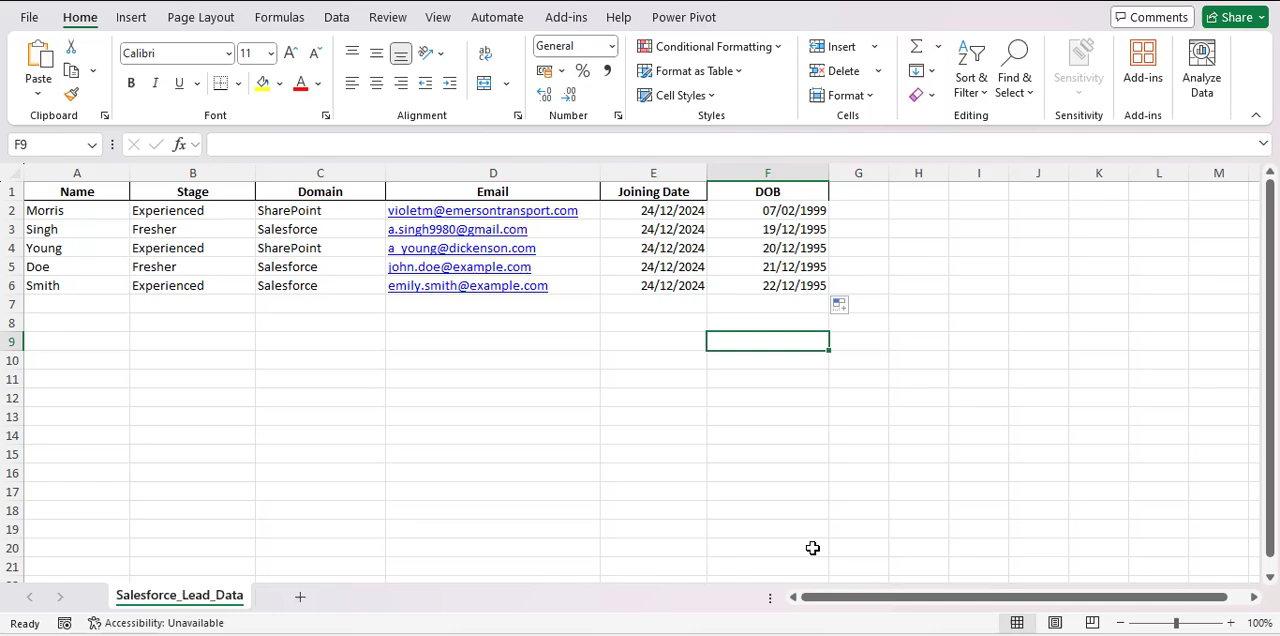 File Home Insert Page Layout Formulas Data Review View Automate Add-ins Help Power Pivot Comments Share
Paste Calibri 11 B I U General % , Conditional Formatting Format as Table Cell Styles Insert Delete Format Sort & Filter Find & Select Sensitivity Add-ins Analyze Data
Clipboard Font Alignment Number Styles Cells Editing Sensitivity Add-ins
F9 fx
A B C D E F G H I J K L M
1 Name Stage Domain Email Joining Date DOB
2 Morris Experienced SharePoint violetm@emersontransport.com 24/12/2024 07/02/1999
3 Singh Fresher Salesforce a.singh9980@gmail.com 24/12/2024 19/12/1995
4 Young Experienced SharePoint a_young@dickenson.com 24/12/2024 20/12/1995
5 Doe Fresher Salesforce john.doe@example.com 24/12/2024 21/12/1995
6 Smith Experienced Salesforce emily.smith@example.com 24/12/2024 22/12/1995
7
8
9
10
11
12
13
14
15
16
17
18
19
20
21
Salesforce_Lead_Data
Ready Accessibility: Unavailable 100%